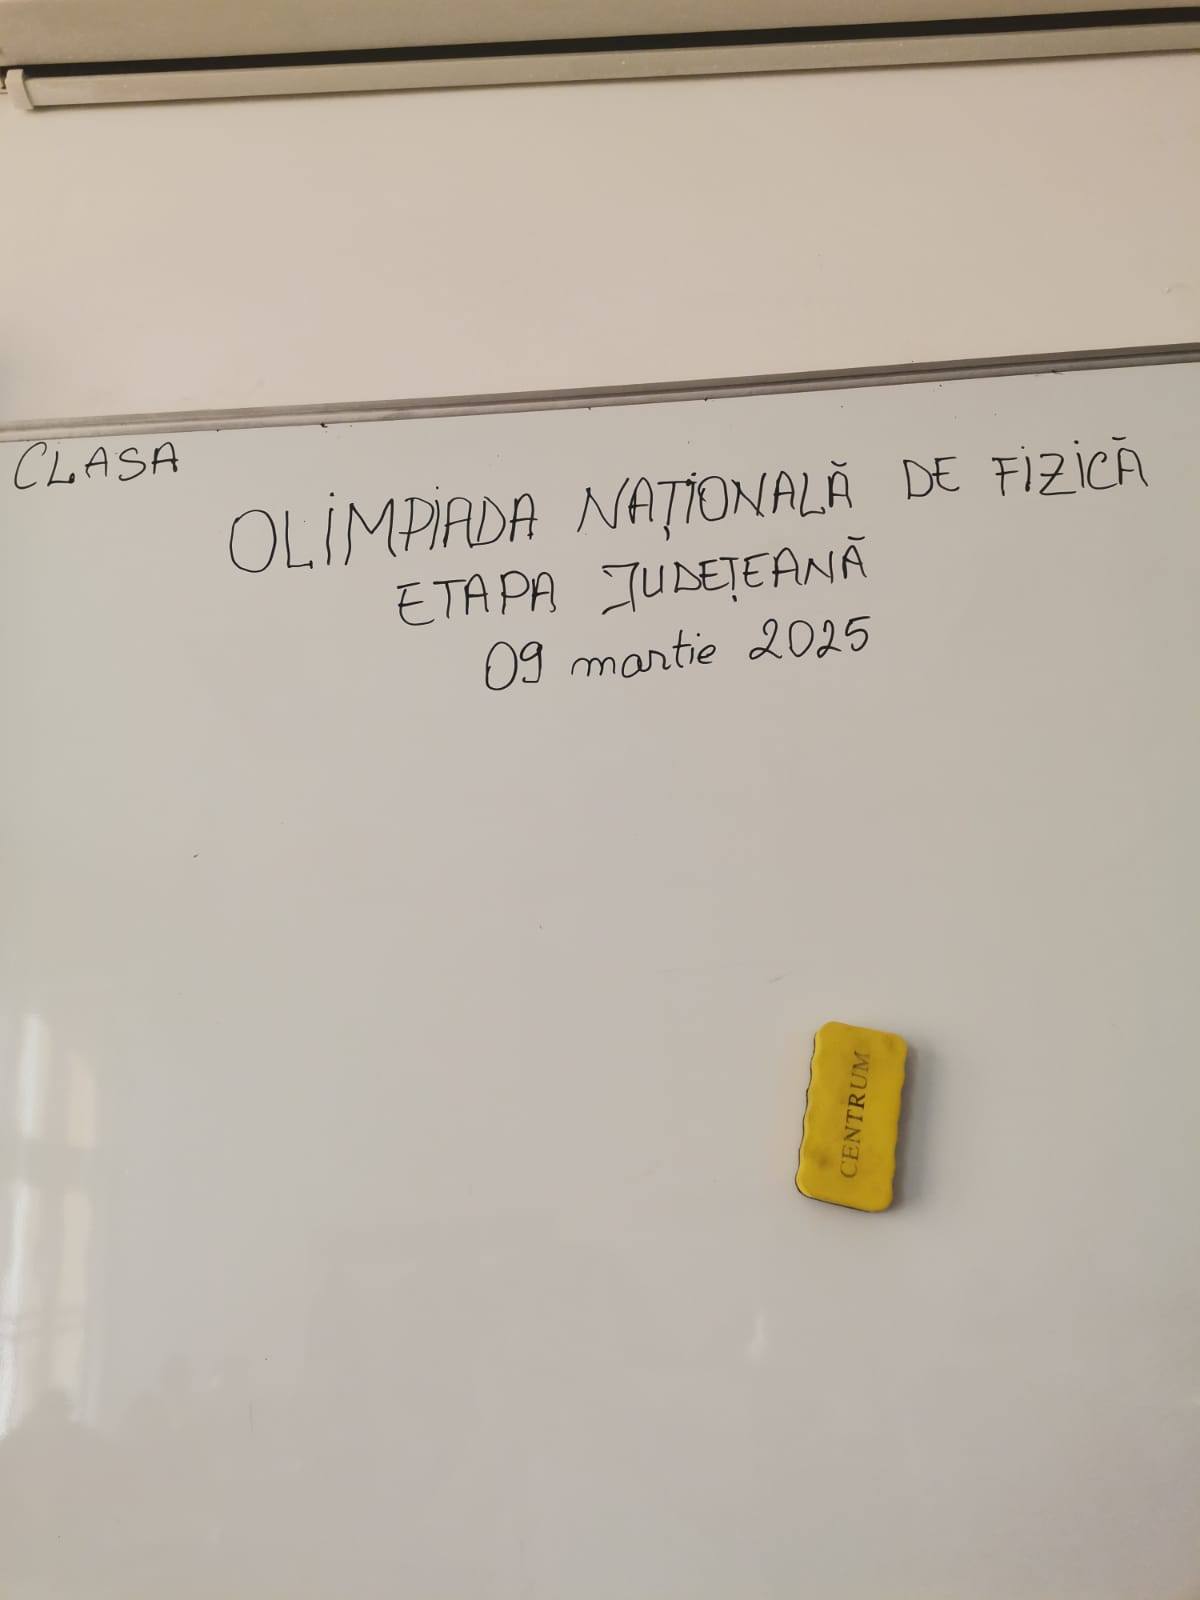 CLASA
OLIMPIADA NAȚIONALĂ DE FIZICĂ
ETAPA JUDEȚEANĂ
09 martie 2025
CENTRUM